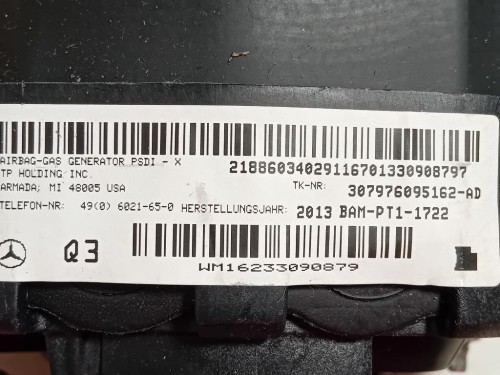 AIRBAG-GAS GENERATOR PSDI - X
TP HOLDING INC.
ARMADA; MI 48005 USA
21886034029116701330908797
TK-NR: 307976095162-AD
TELEFON-NR: 49(0) 6021-65-0 HERSTELLUNGSJAHR: 2013 BAM-PT1-1722
Q3
WM16233090879